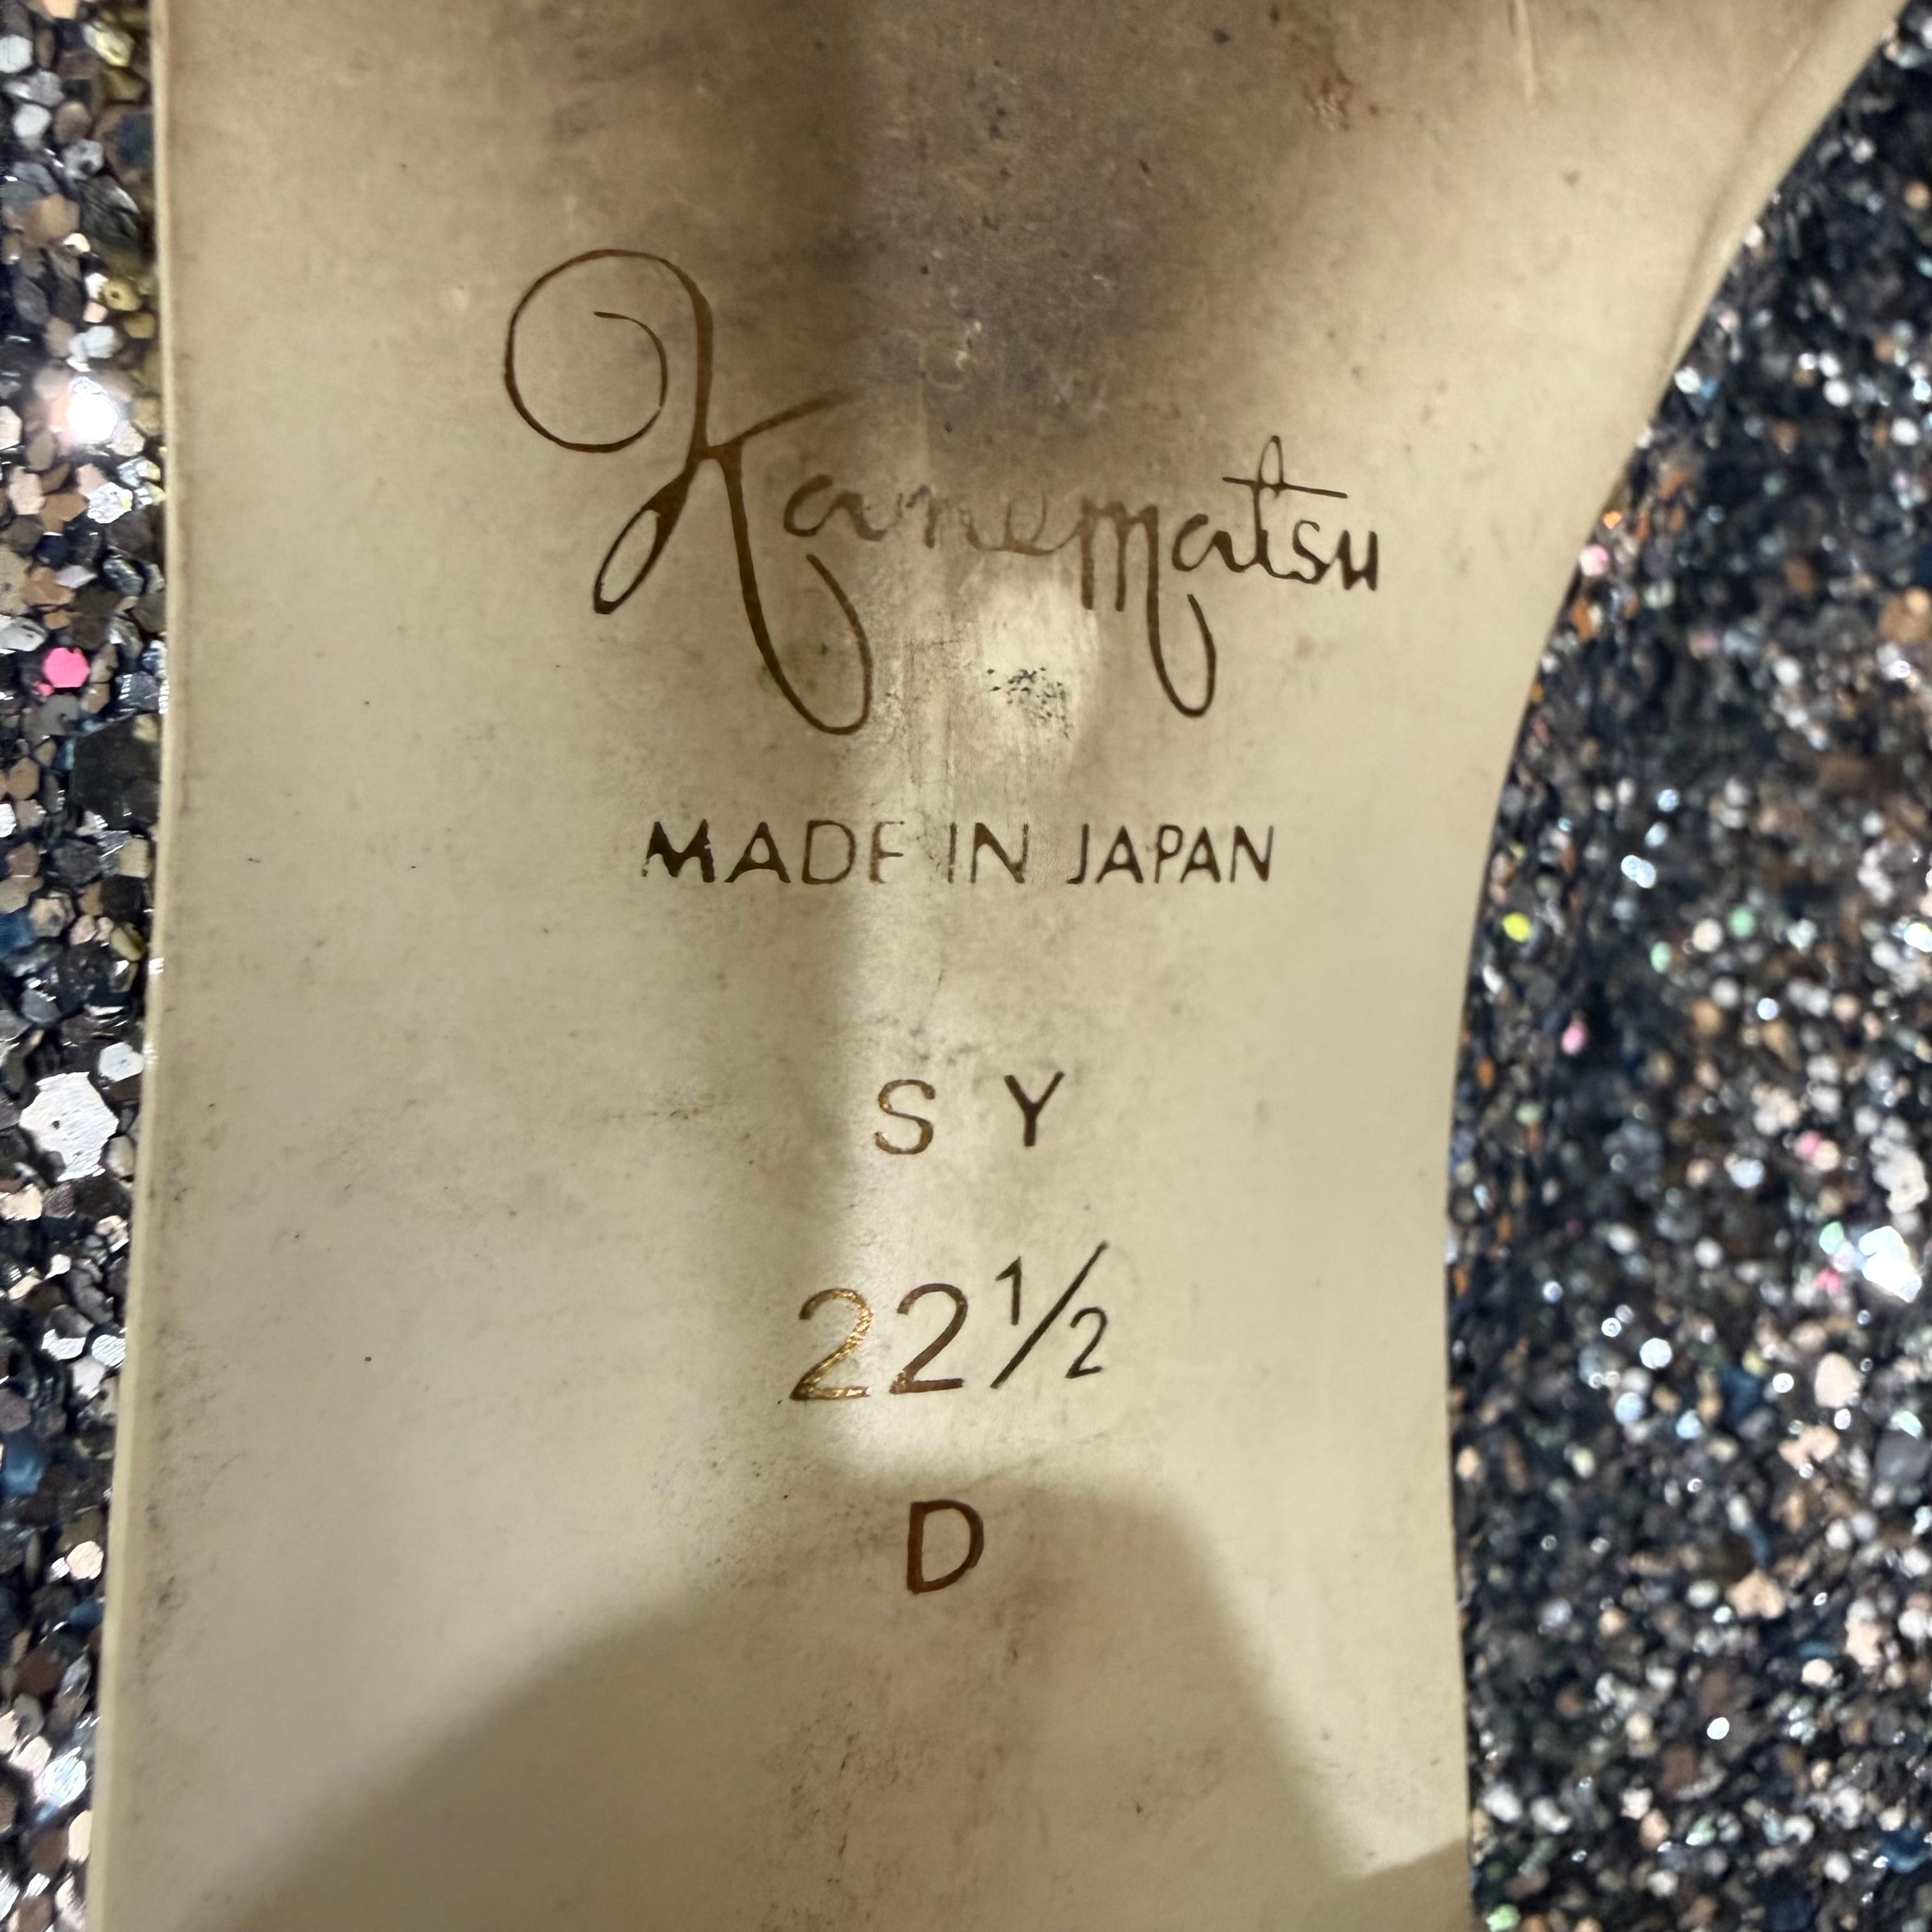 Kanematsu
MADE IN JAPAN
S Y
22½
D